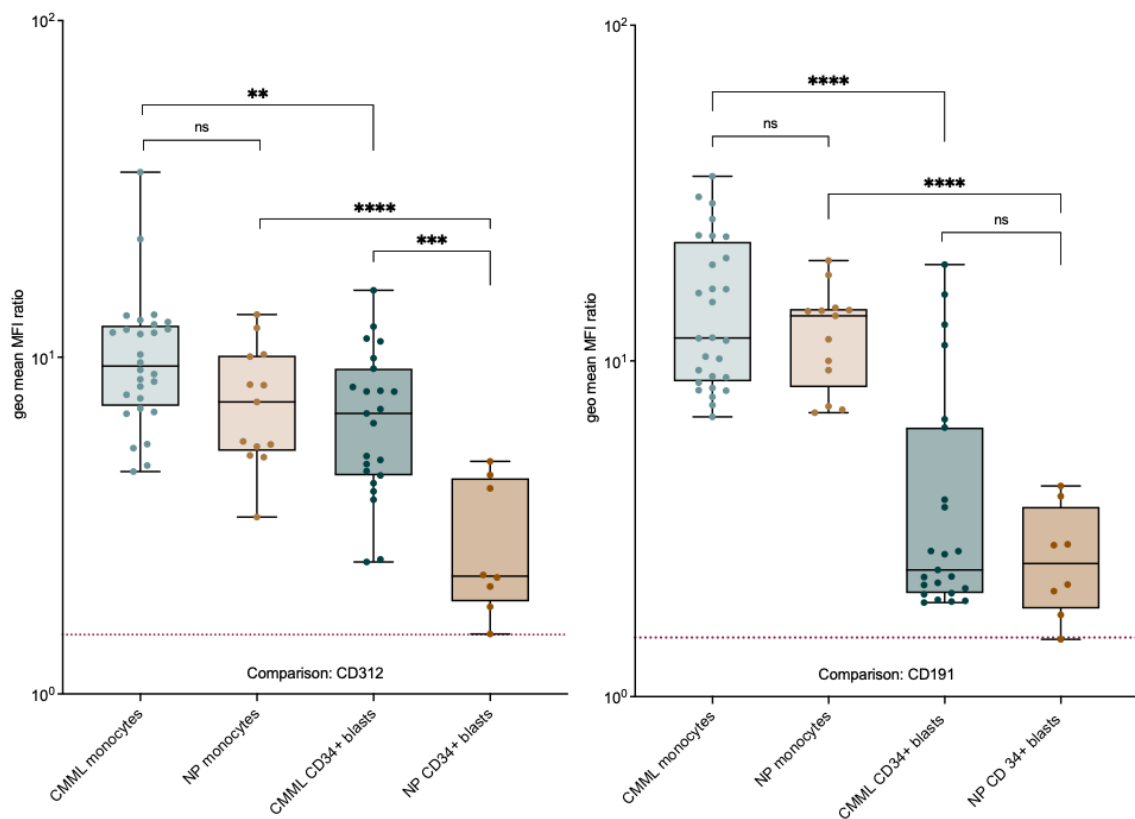 10²
**
ns
****
***
geo mean MFI ratio
10¹
Comparison: CD312
10⁰
CMML monocytes
NP monocytes
CMML CD34+ blasts
NP CD34+ blasts
10²
****
ns
****
ns
geo mean MFI ratio
10¹
Comparison: CD191
10⁰
CMML monocytes
NP monocytes
CMML CD34+ blasts
NP CD 34+ blasts